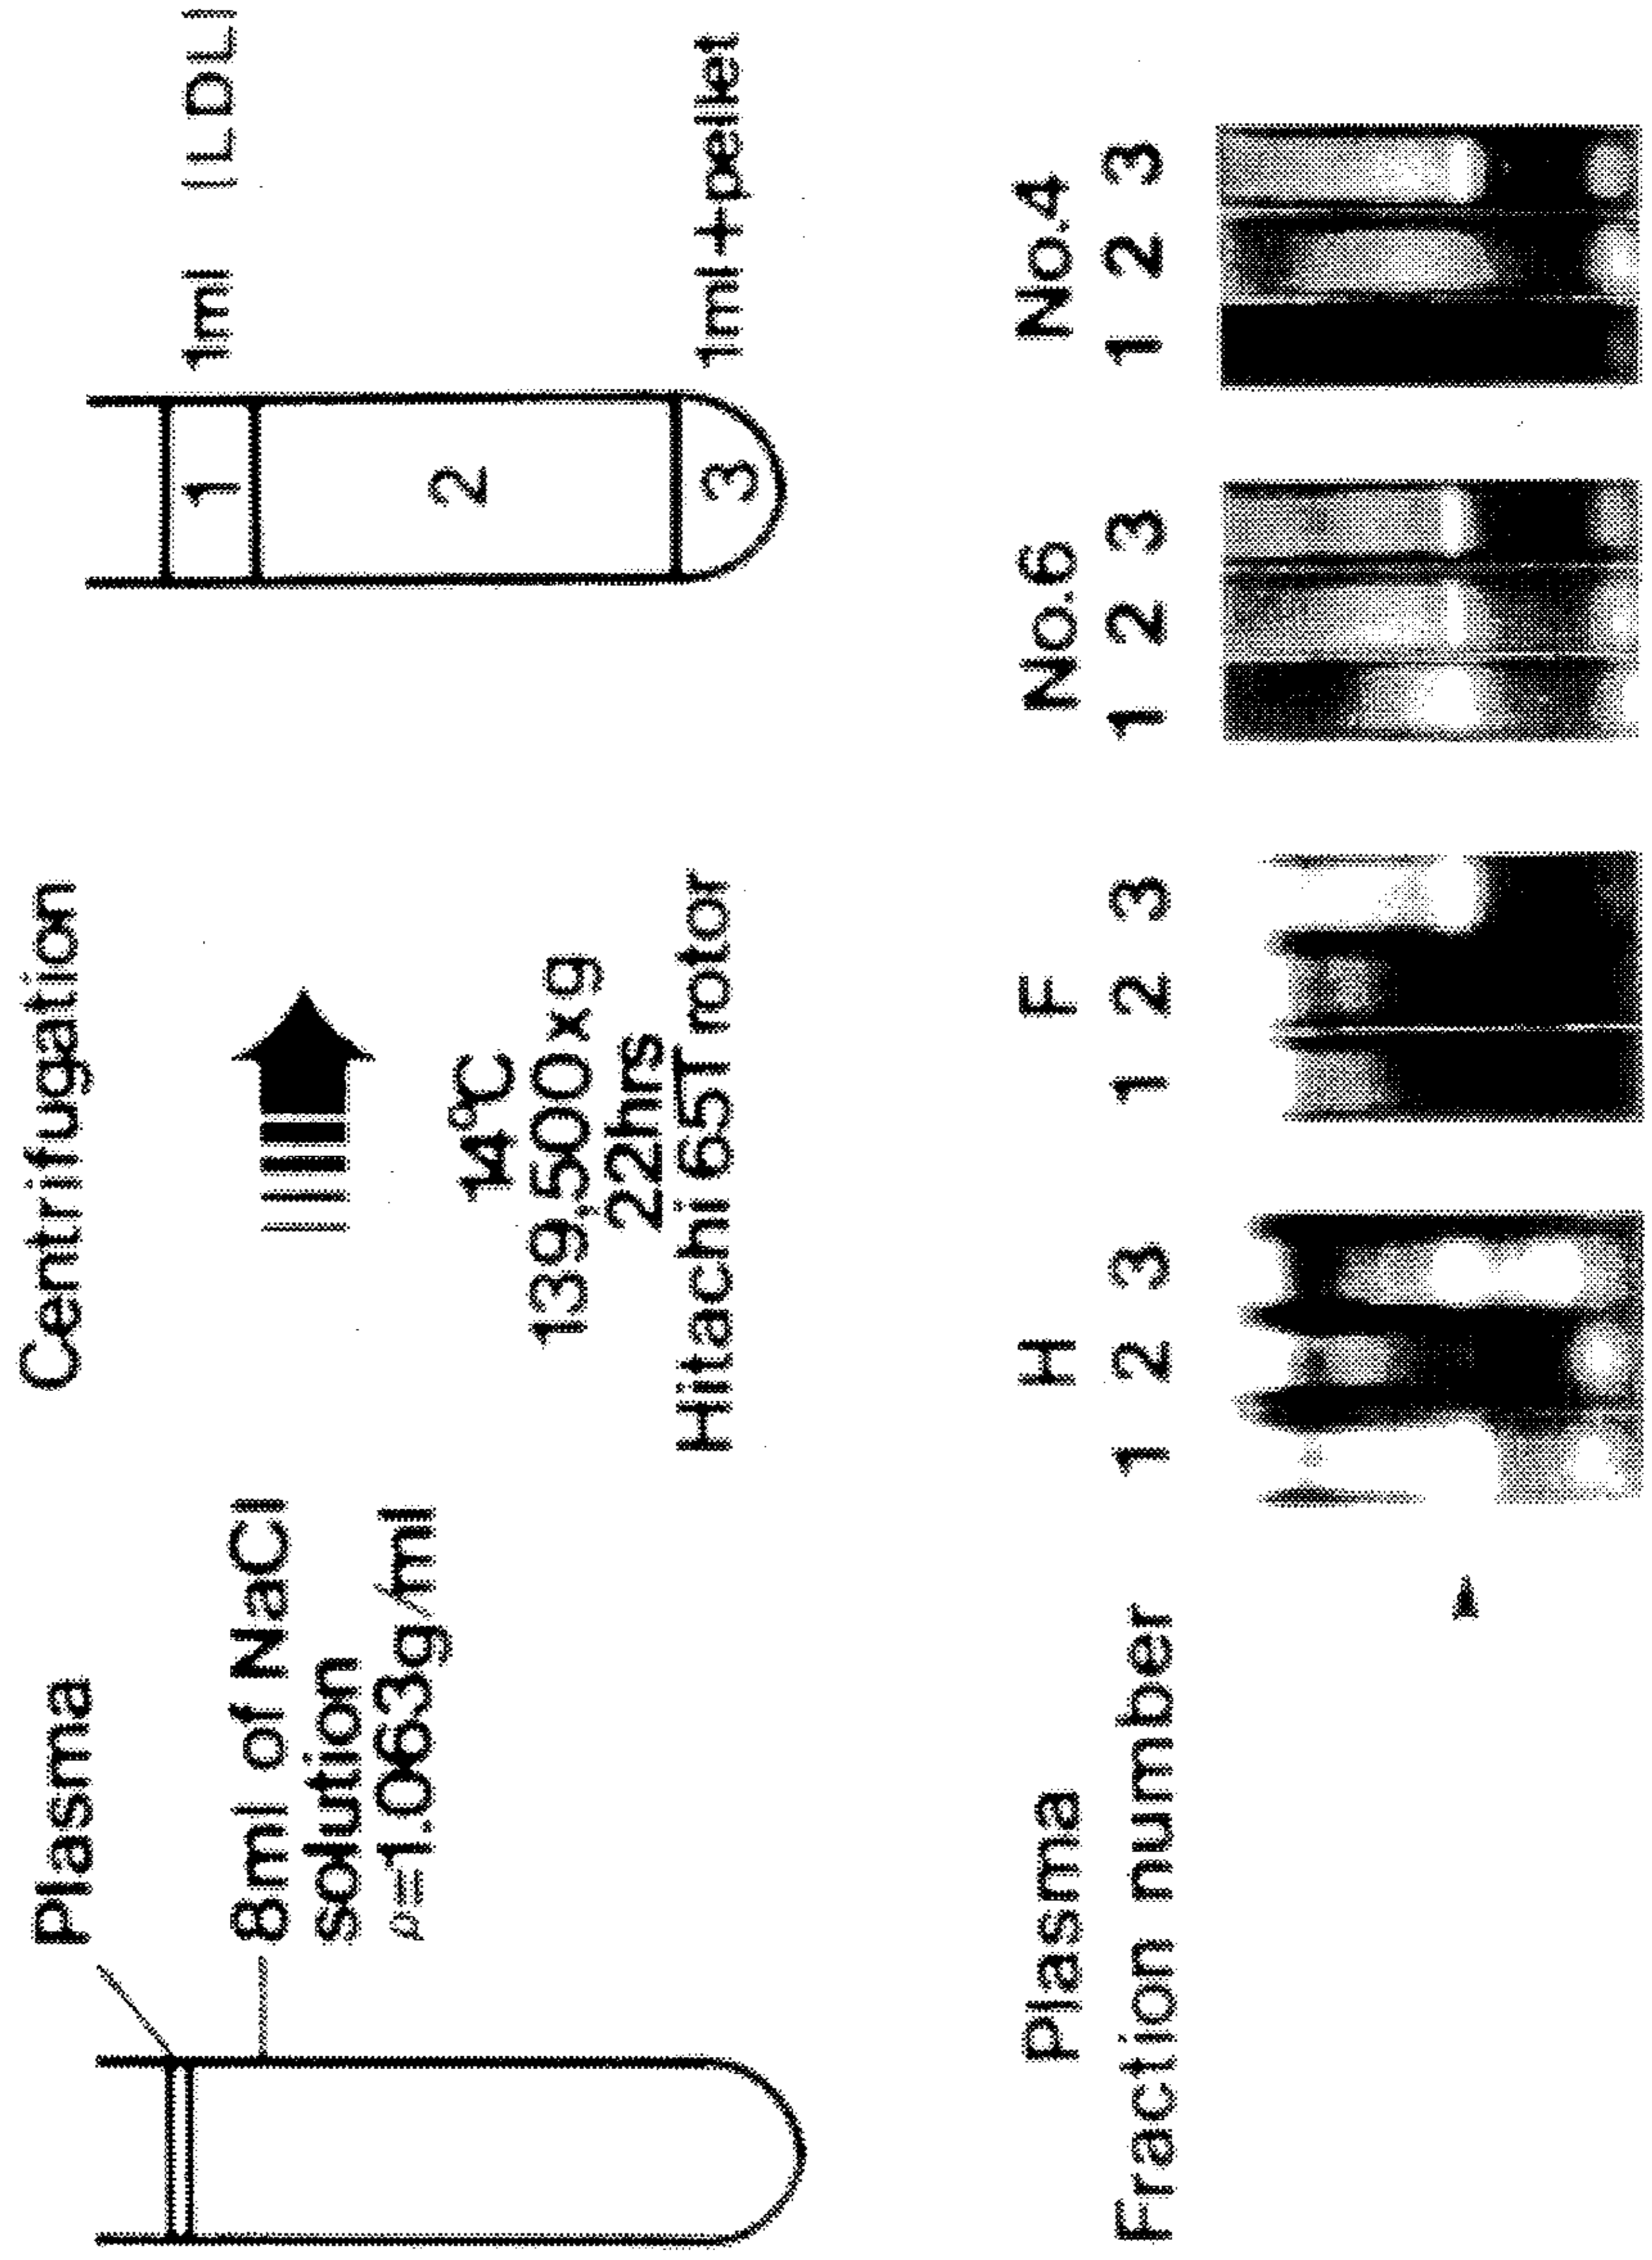 Plasma
8ml of NaCl
solution
ρ=1.063g/ml
Centrifugation
14°C
139,500xg
22hrs
Hitachi 65T rotor
1 1ml [LDL]
2
3 1ml+pellet
Plasma H F No.6 No.4
Fraction number 1 2 3 1 2 3 1 2 3 1 2 3